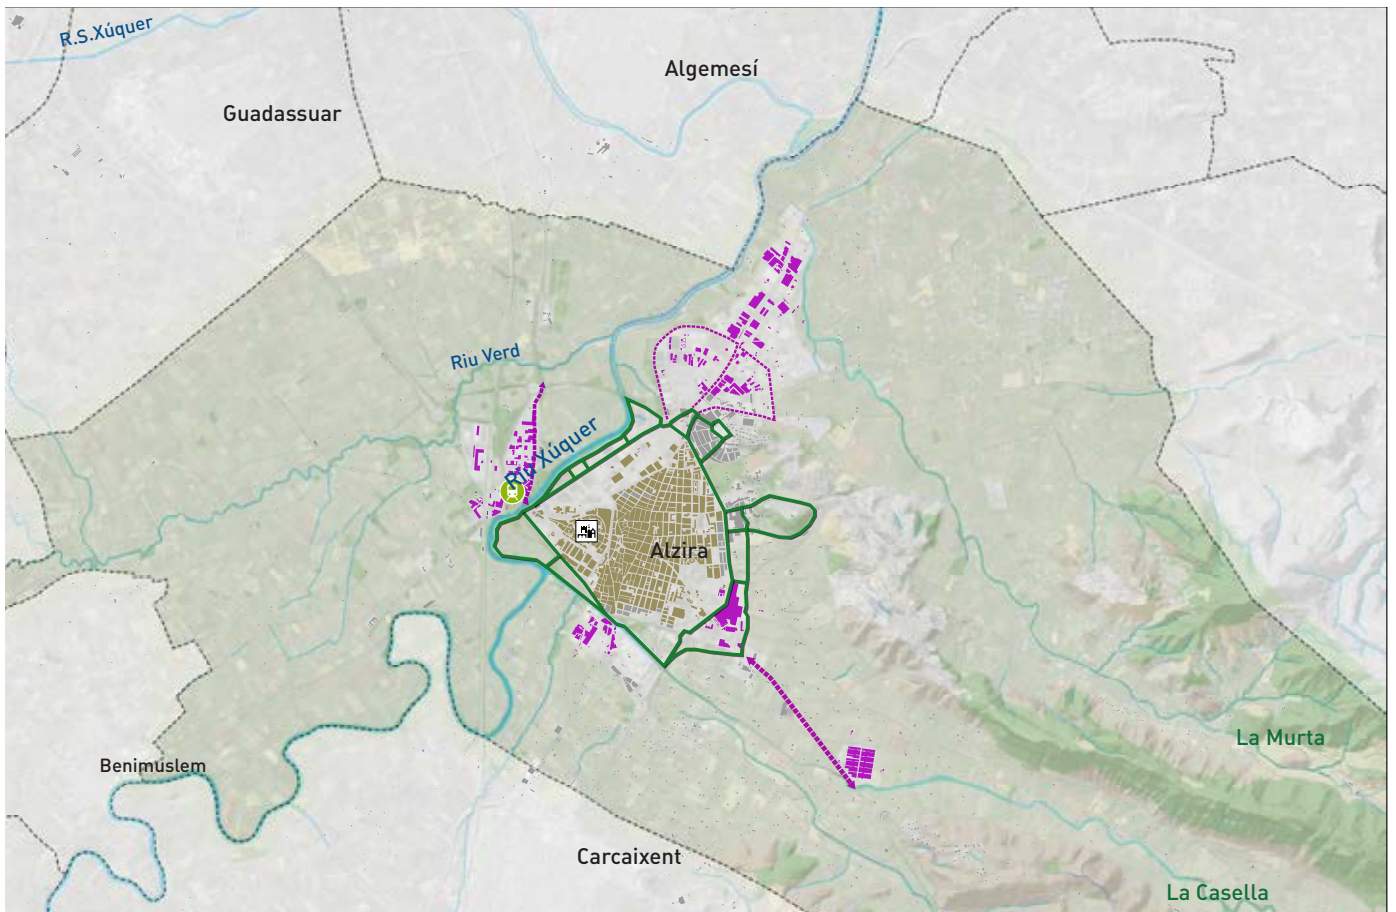 R.S.Xúquer
Algemesí
Guadassuar
Riu Verd
Riu Xúquer
Alzira
La Murta
Benimuslem
Carcaixent
La Casella